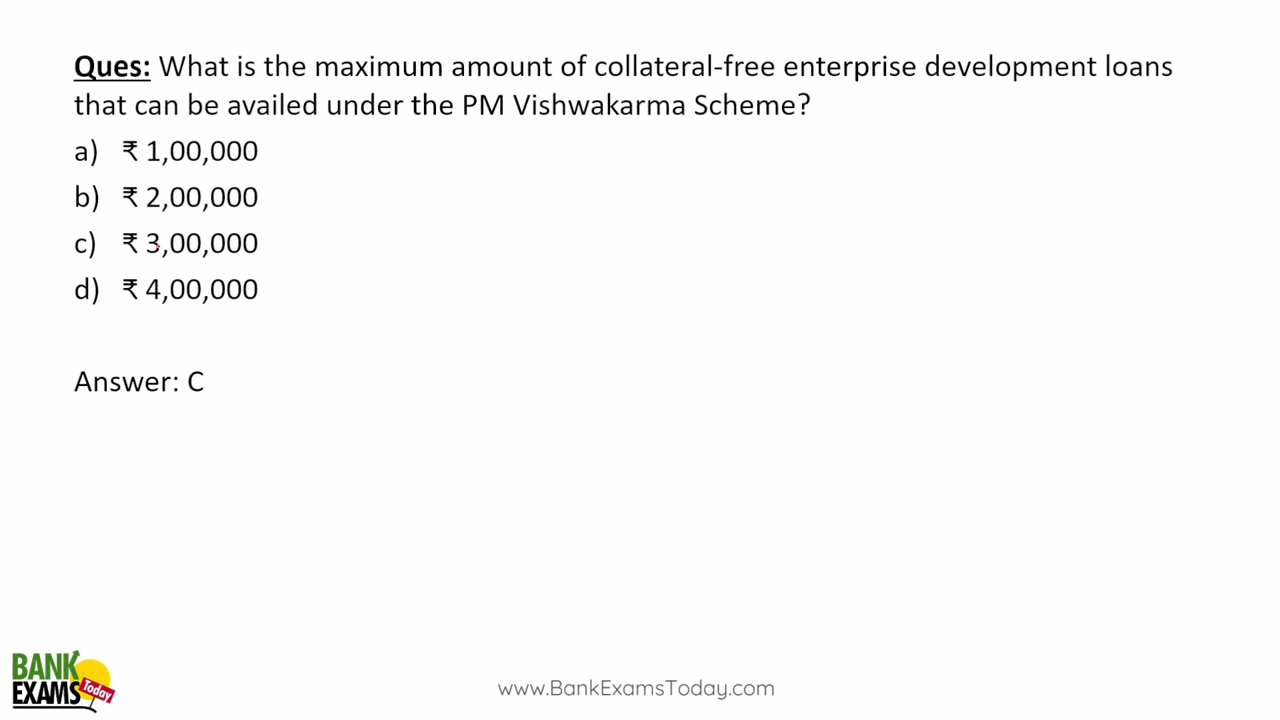 Ques: What is the maximum amount of collateral-free enterprise development loans
that can be availed under the PM Vishwakarma Scheme?
a) ₹ 1,00,000
b) ₹ 2,00,000
c) ₹ 3,00,000
d) ₹ 4,00,000
Answer: C
BANK
EXAMS Today
www.BankExamsToday.com